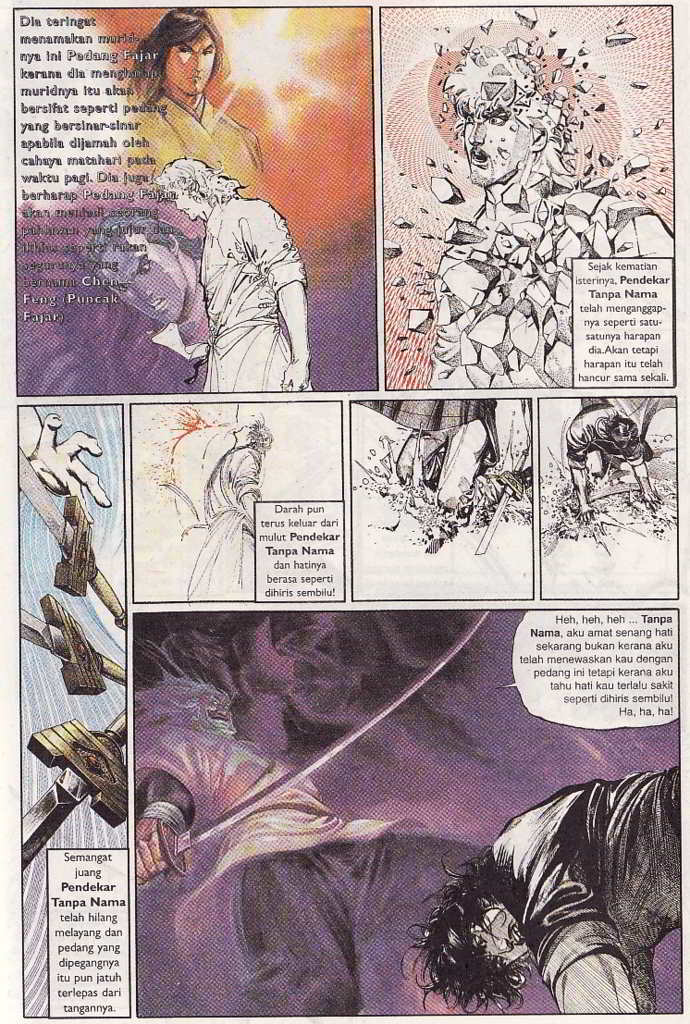 Dia teringat
menamakan murid-
nya ini Pedang Fajar
kerana dia mengharap
muridnya itu akan
bersifat seperti pedang
yang bersinar-sinar
apabila dijamah oleh
cahaya matahari pada
waktu pagi. Dia juga
berharap Pedang Fajar
akan menjadi seorang
pahlawan yang jujur dan
ikhlas seperti rakan
segurunya yang
bernama Chen
Feng (Puncak
Fajar)
Sejak kematian
isterinya, Pendekar
Tanpa Nama
telah menganggap-
nya seperti satu-
satunya harapan
dia.Akan tetapi
harapan itu telah
hancur sama sekali.
Semangat
juang
Pendekar
Tanpa Nama
telah hilang
melayang dan
pedang yang
dipegangnya
itu pun jatuh
terlepas dari
tangannya.
Darah pun
terus keluar dari
mulut Pendekar
Tanpa Nama
dan hatinya
berasa seperti
dihiris sembilu!
Heh, heh, heh ... Tanpa
Nama, aku amat senang hati
sekarang bukan kerana aku
telah menewaskan kau dengan
pedang ini tetapi kerana aku
tahu hati kau terlalu sakit
seperti dihiris sembilu!
Ha, ha, ha!